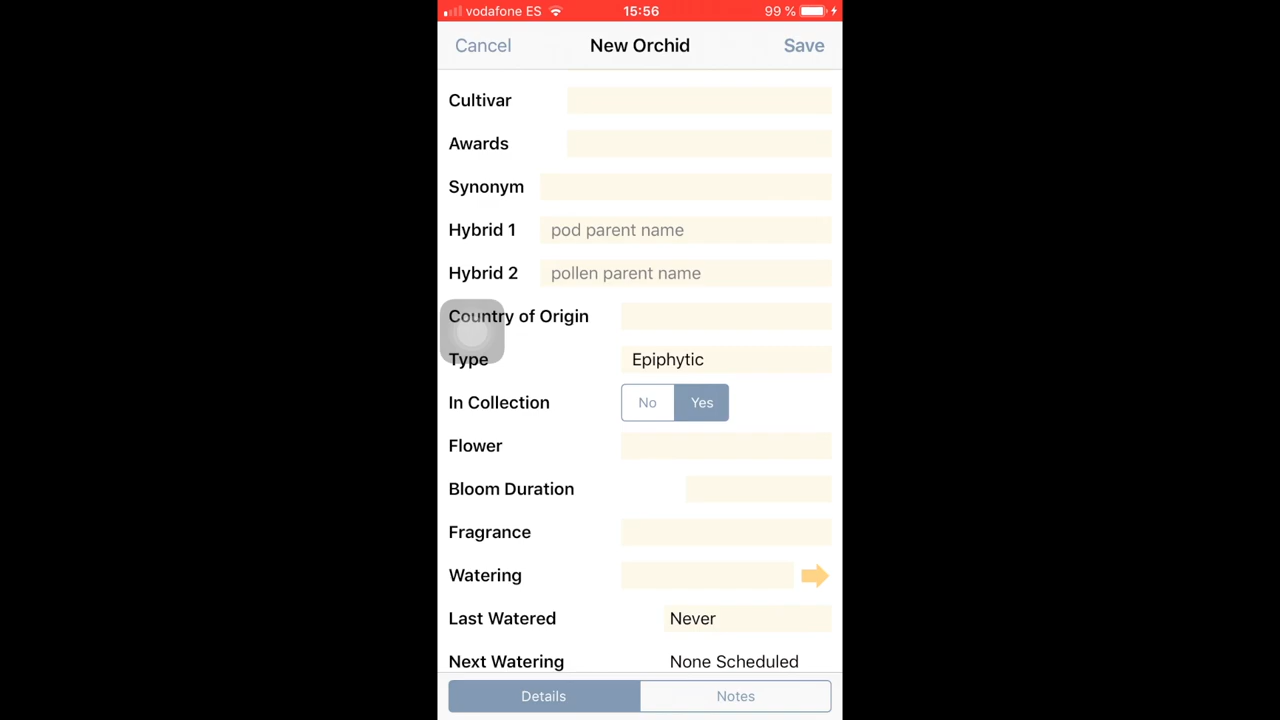 vodafone ES 15:56 99 %
Cancel New Orchid Save
Cultivar
Awards
Synonym
Hybrid 1 pod parent name
Hybrid 2 pollen parent name
Country of Origin
Type Epiphytic
In Collection No Yes
Flower
Bloom Duration
Fragrance
Watering
Last Watered Never
Next Watering None Scheduled
Details Notes